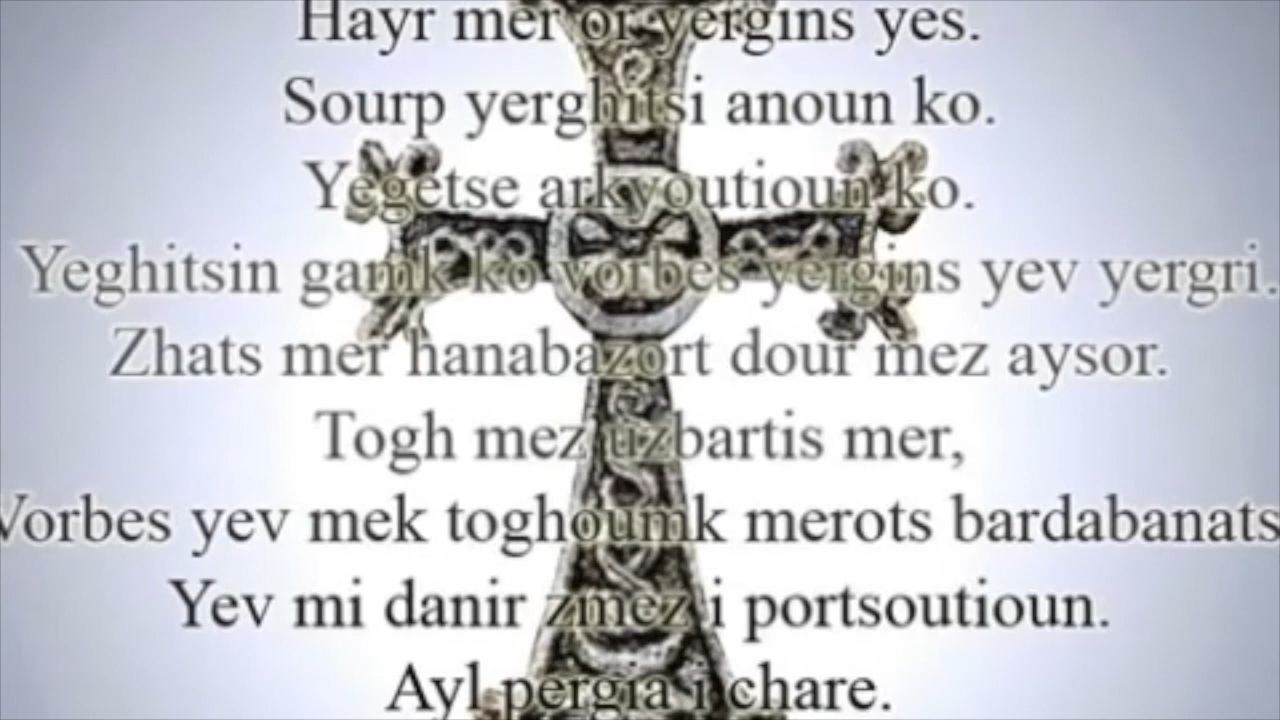 Hayr mer or yergins yes.
Sourp yerghitsi anoun ko.
Yegetse arkyoutioun ko.
Yeghitsin gamk ko vorbes yergins yev yergri.
Zhats mer hanabazort dour mez aysor.
Togh mez uzbartis mer,
Vorbes yev mek toghoumk merots bardabanats
Yev mi danir zmez i portsoutioun.
Ayl pergia i chare.